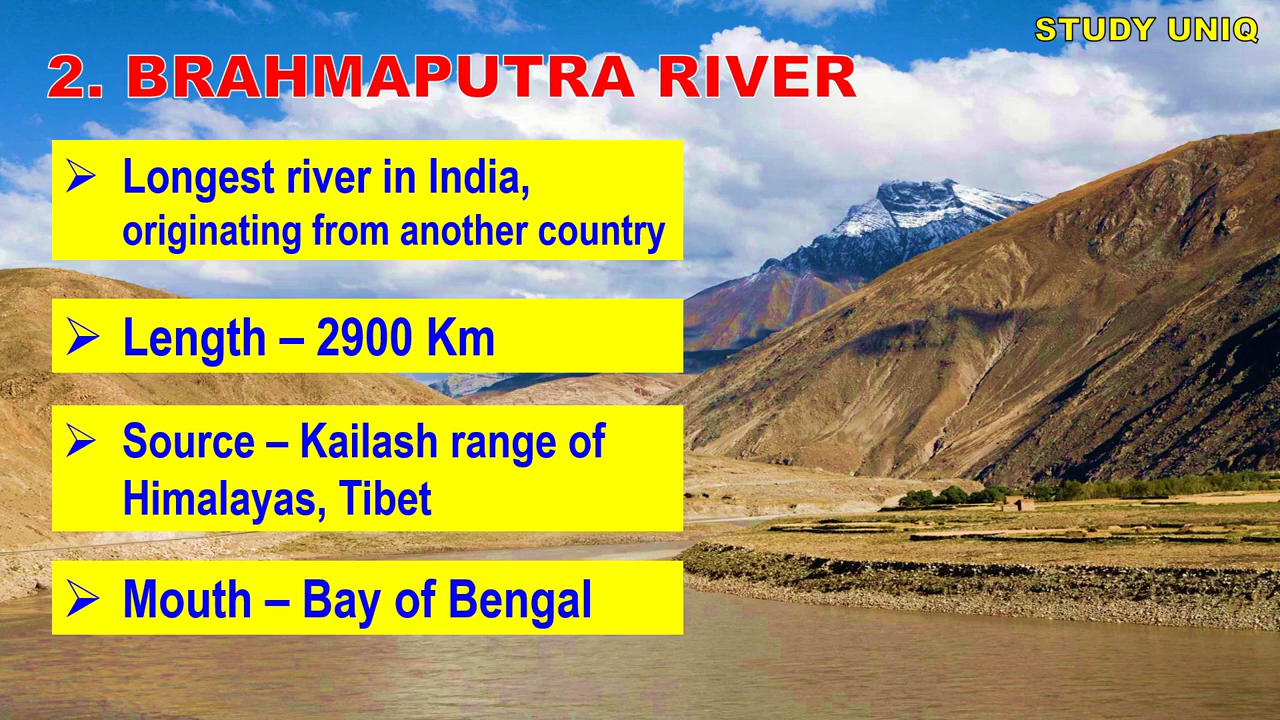 STUDY UNIQ
2. BRAHMAPUTRA RIVER
➢ Longest river in India,
originating from another country
➢ Length – 2900 Km
➢ Source – Kailash range of
Himalayas, Tibet
➢ Mouth – Bay of Bengal